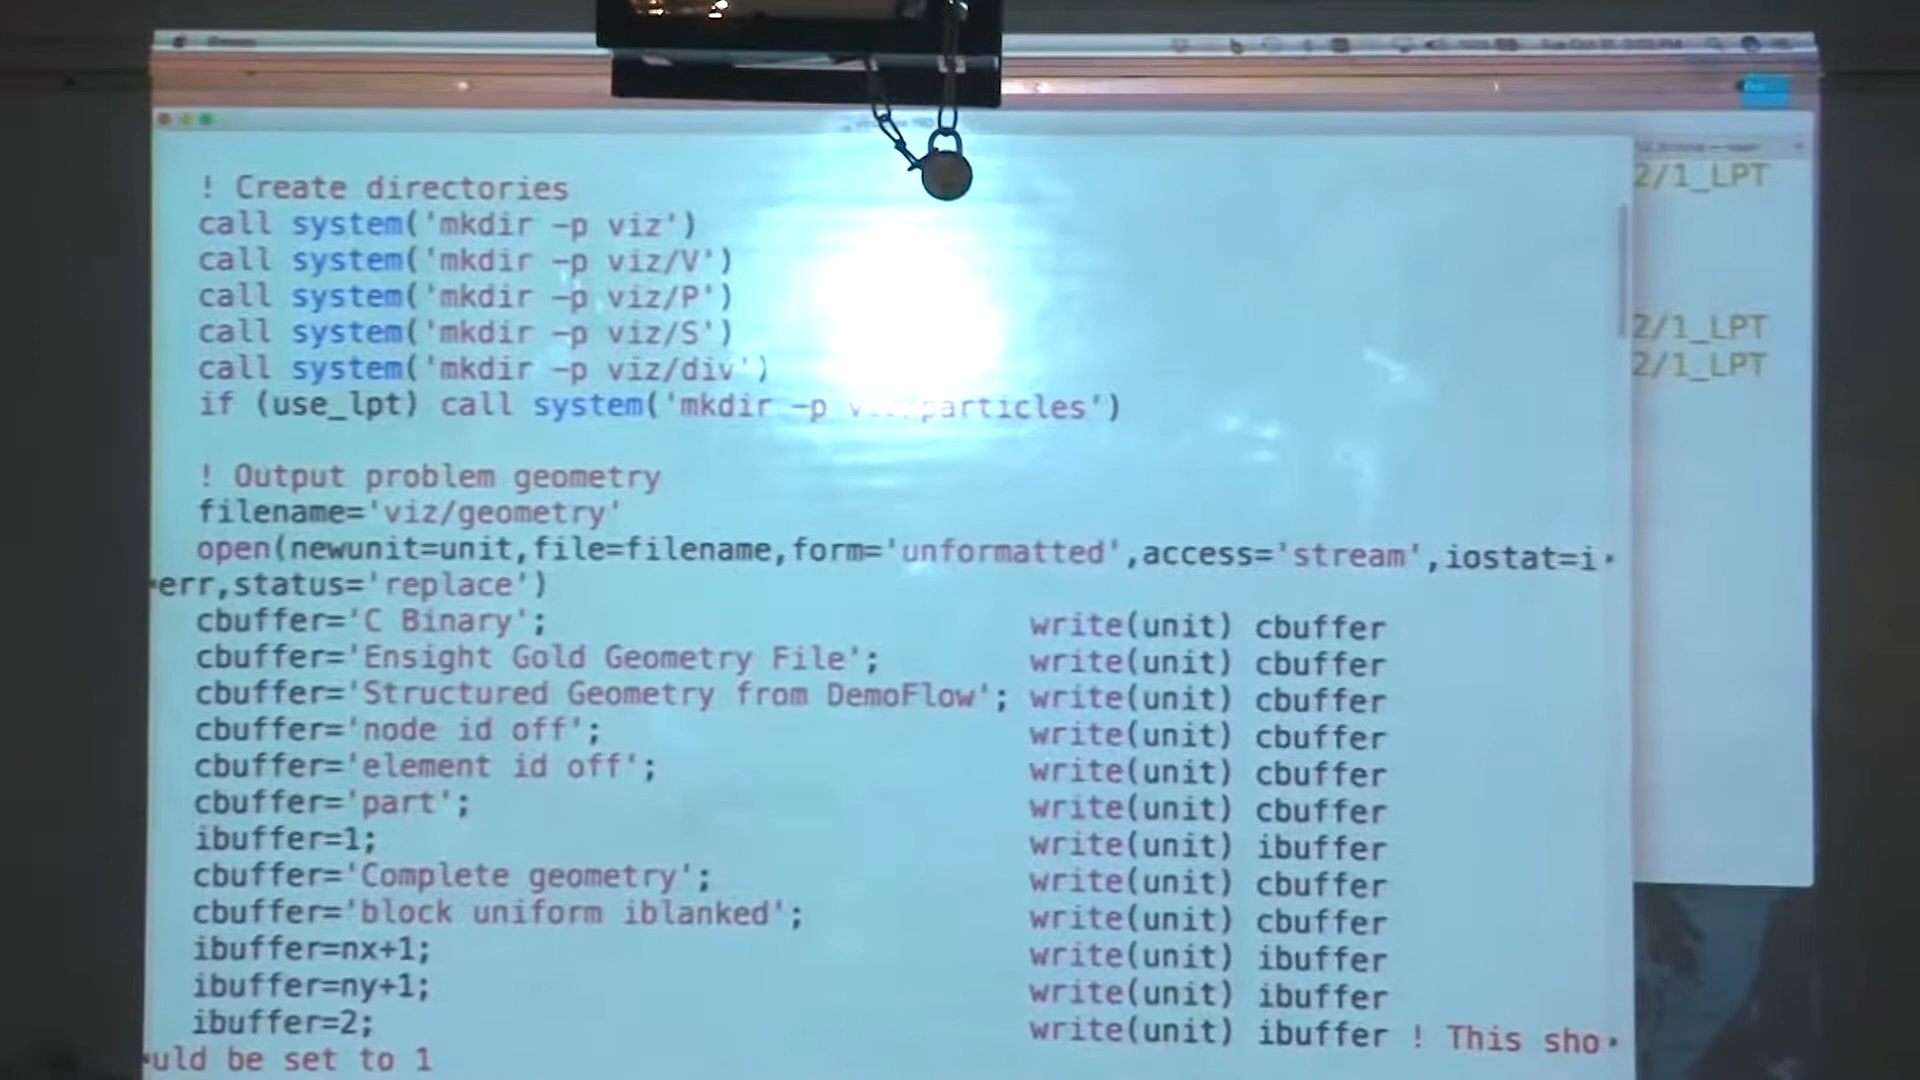 2/1_LPT
2/1_LPT
2/1_LPT
! Create directories
call system('mkdir -p viz')
call system('mkdir -p viz/V')
call system('mkdir -p viz/P')
call system('mkdir -p viz/S')
call system('mkdir -p viz/div')
if (use_lpt) call system('mkdir -p /particles')
! Output problem geometry
filename='viz/geometry'
open(newunit=unit,file=filename,form='unformatted',access='stream',iostat=i
err,status='replace')
cbuffer='C Binary'; write(unit) cbuffer
cbuffer='Ensight Gold Geometry File'; write(unit) cbuffer
cbuffer='Structured Geometry from DemoFlow'; write(unit) cbuffer
cbuffer='node id off'; write(unit) cbuffer
cbuffer='element id off'; write(unit) cbuffer
cbuffer='part'; write(unit) cbuffer
ibuffer=1; write(unit) ibuffer
cbuffer='Complete geometry'; write(unit) cbuffer
cbuffer='block uniform iblanked'; write(unit) cbuffer
ibuffer=nx+1; write(unit) ibuffer
ibuffer=ny+1; write(unit) ibuffer
ibuffer=2; write(unit) ibuffer ! This sho
uld be set to 1